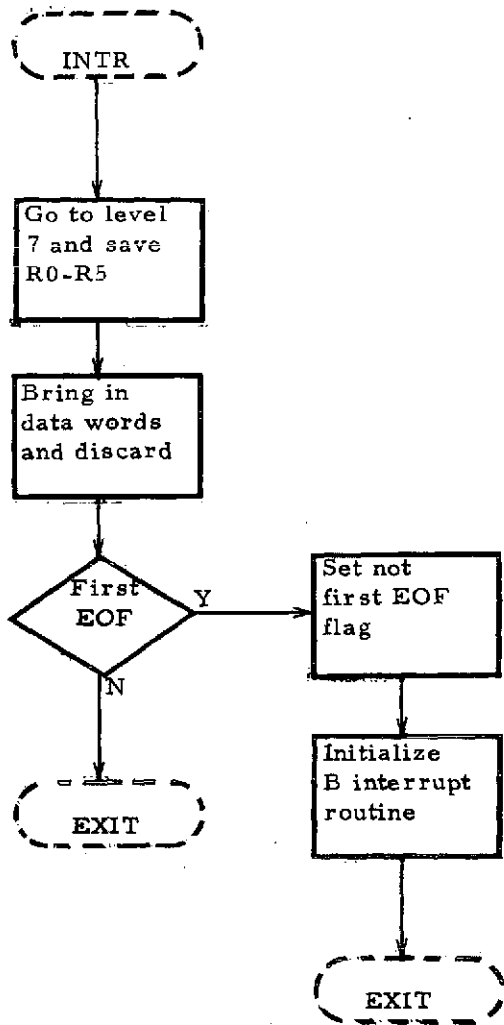 INTR
Go to level
7 and save
R0-R5
Bring in
data words
and discard
First
EOF
Y
N
Set not
first EOF
flag
Initialize
B interrupt
routine
EXIT
EXIT